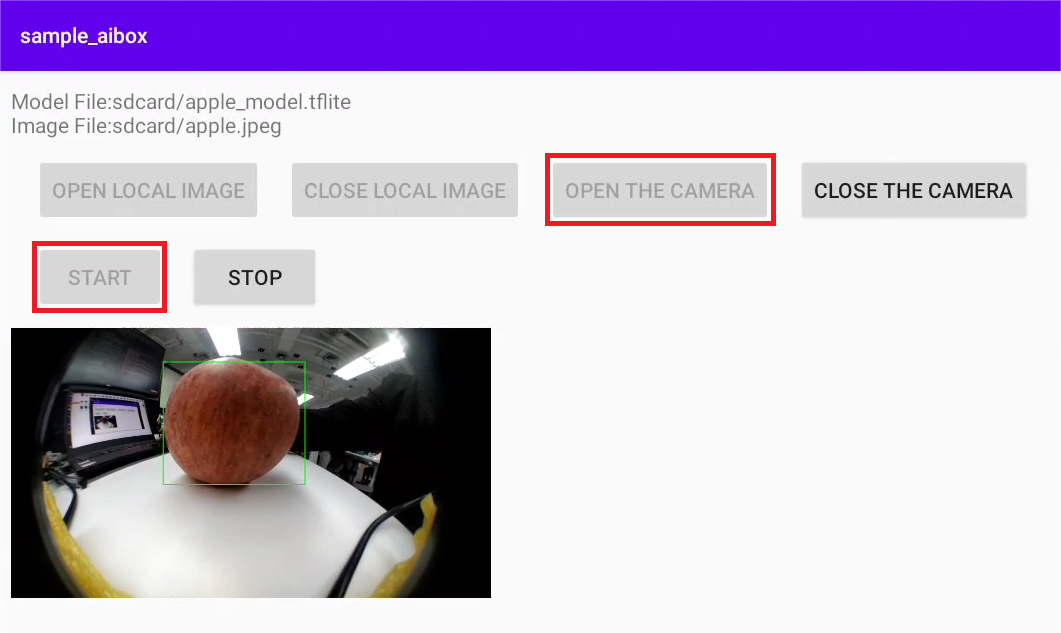 sample_aibox
Model File:sdcard/apple_model.tflite
Image File:sdcard/apple.jpeg
OPEN LOCAL IMAGE CLOSE LOCAL IMAGE OPEN THE CAMERA CLOSE THE CAMERA
START STOP